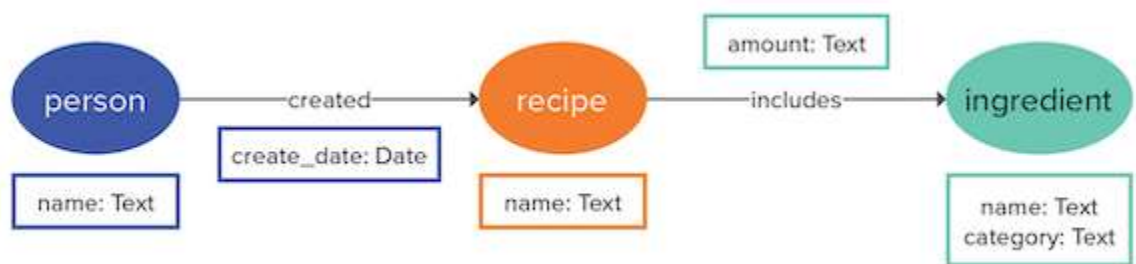 amount: Text
person
created
recipe
includes
ingredient
create_date: Date
name: Text
name: Text
name: Text
category: Text